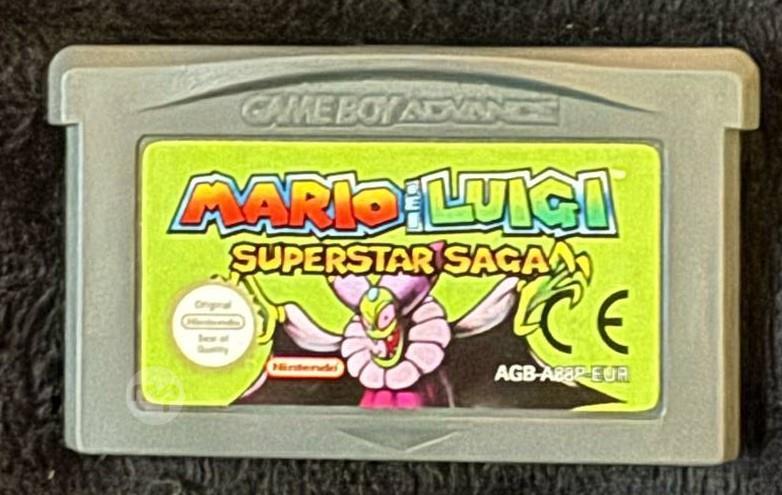 GAME BOY ADVANCE
MARIO & LUIGI
SUPERSTAR SAGA
Original
Nintendo
Seal of
Quality
CE
Nintendo
AGB-A88P-EUR